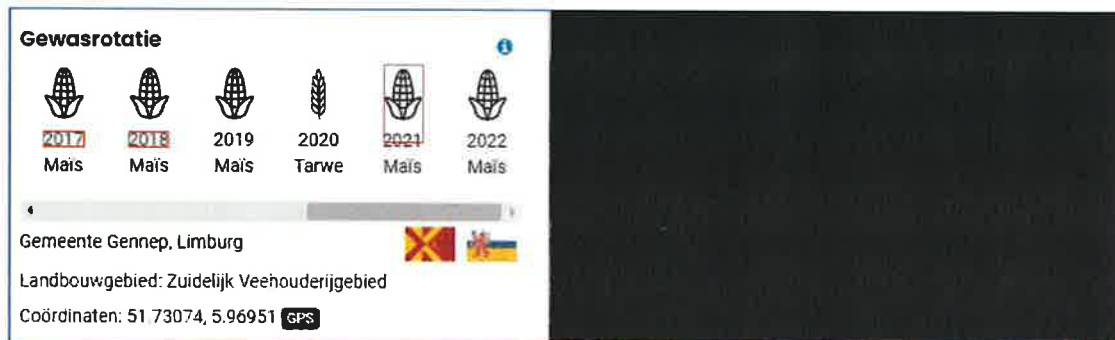 Gewasrotatie
2017 2018 2019 2020 2021 2022
Maïs Maïs Maïs Tarwe Maïs Maïs
Gemeente Gennep, Limburg
Landbouwgebied: Zuidelijk Veehouderijgebied
Coördinaten: 51.73074, 5.96951 GPS